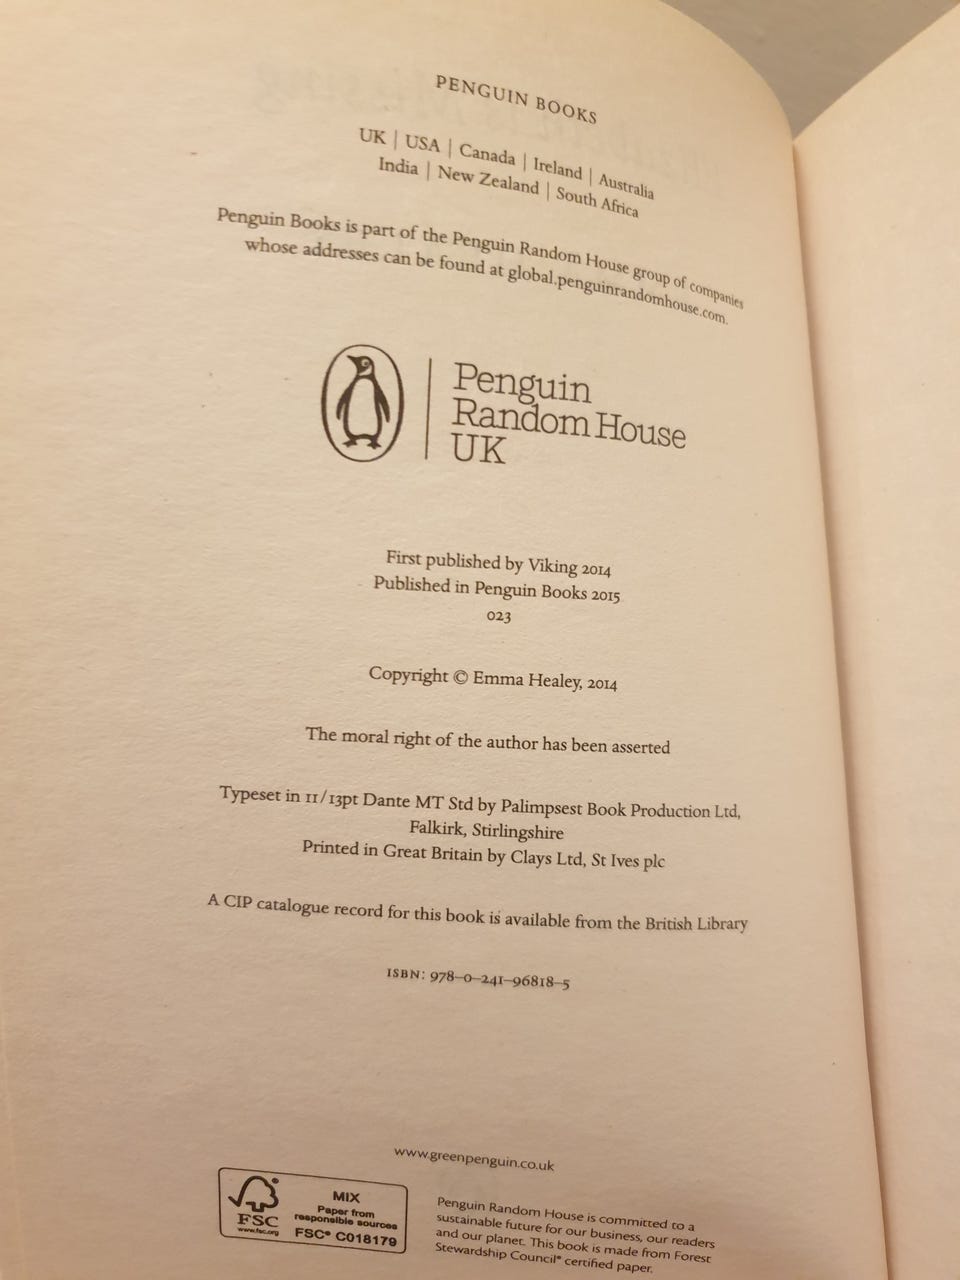 PENGUIN BOOKS
UK | USA | Canada | Ireland | Australia
India | New Zealand | South Africa
Penguin Books is part of the Penguin Random House group of companies
whose addresses can be found at global.penguinrandomhouse.com.
Penguin
Random House
UK
First published by Viking 2014
Published in Penguin Books 2015
023
Copyright © Emma Healey, 2014
The moral right of the author has been asserted
Typeset in 11/13pt Dante MT Std by Palimpsest Book Production Ltd,
Falkirk, Stirlingshire
Printed in Great Britain by Clays Ltd, St Ives plc
A CIP catalogue record for this book is available from the British Library
ISBN: 978–0–241–96818–5
www.greenpenguin.co.uk
FSC
www.fsc.org
MIX
Paper from
responsible sources
FSC® C018179
Penguin Random House is committed to a
sustainable future for our business, our readers
and our planet. This book is made from Forest
Stewardship Council® certified paper.